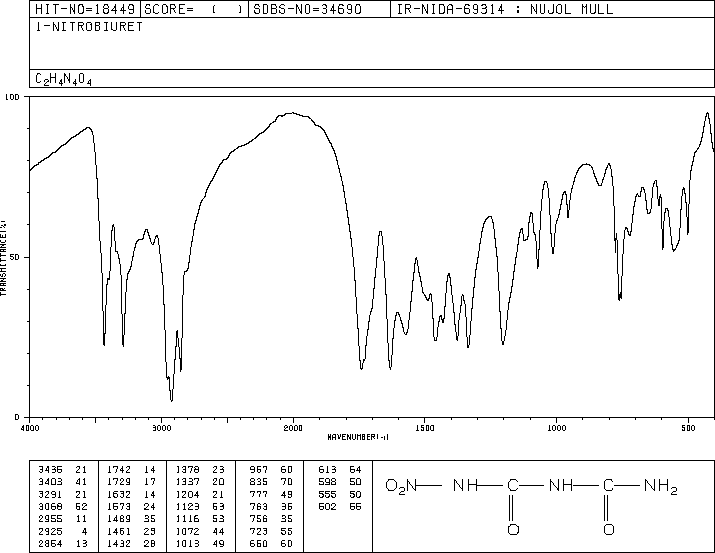 HIT-NO=18449 SCORE= ( ) SDBS-NO=34690 IR-NIDA-69314 : NUJOL MULL
1-NITROBIURET
C2H4N4O4
100
50
0
TRANSMITTANCE(%)
4000 3000 2000 1500 1000 500
WAVENUMBER(-1)
3436 21 1742 14 1378 23 967 60 613 64
3403 41 1729 17 1337 20 835 70 598 50
3291 21 1632 14 1204 21 777 49 555 50
3068 52 1573 24 1123 53 763 36 502 55
2955 11 1489 35 1116 53 756 35
2925 4 1461 23 1072 44 723 55
2854 13 1432 28 1013 49 660 60
O2N NH C NH C NH2
O O